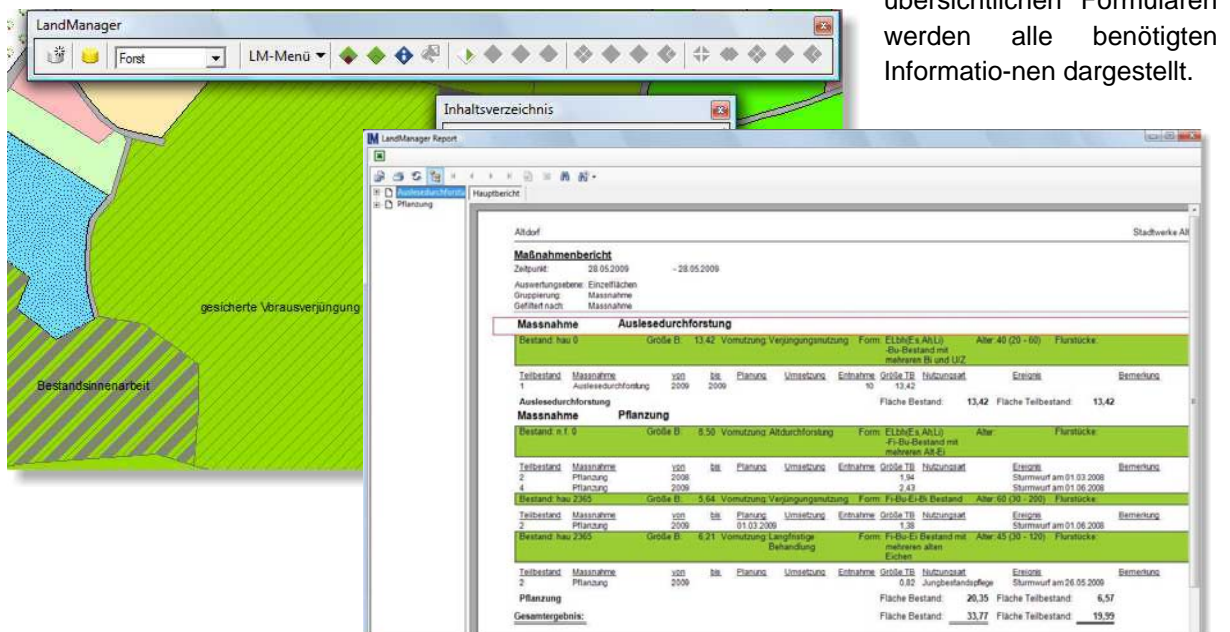 übersichtlichen Formularen
werden alle benötigten
Informatio-nen dargestellt.
LandManager
Forst
LM-Menü
Inhaltsverzeichnis
gesicherte Vorausverjüngung
Bestandsinnenarbeit
LandManager Report
Auslesedurchforstu
Pflanzung
Hauptbericht
Altdorf Stadtwerke Alt
Maßnahmenbericht
Zeitpunkt: 28.05.2009 - 28.05.2009
Auswertungsebene: Einzelflächen
Gruppierung: Massnahme
Gefiltert nach: Massnahme
Massnahme Auslesedurchforstung
Bestand: hau 0 Größe B: 13,42 Vornutzung: Verjüngungsnutzung Form: ELbh(Es,Ah,Li) Alter: 40 (20 - 60) Flurstücke:
-Bu-Bestand mit
mehreren Bi und U/Z
Teilbestand Massnahme von bis Planung Umsetzung Entnahme Größe TB Nutzungsart Ereignis Bemerkung
1 Auslesedurchforstung 2009 2009 10 13,42
Auslesedurchforstung Fläche Bestand: 13,42 Fläche Teilbestand: 13,42
Massnahme Pflanzung
Bestand: n.f. 0 Größe B: 8,50 Vornutzung: Altdurchforstung Form: ELbh(Es,Ah,Li) Alter: Flurstücke:
-Fi-Bu-Bestand mit
mehreren Alt-Ei
Teilbestand Massnahme von bis Planung Umsetzung Entnahme Größe TB Nutzungsart Ereignis Bemerkung
2 Pflanzung 2008 1,94 Sturmwurf am 01.03.2008
4 Pflanzung 2009 2,43 Sturmwurf am 01.06.2008
Bestand: hau 2365 Größe B: 5,64 Vornutzung: Verjüngungsnutzung Form: Fi-Bu-Ei-Bi Bestand Alter: 60 (30 - 200) Flurstücke:
Teilbestand Massnahme von bis Planung Umsetzung Entnahme Größe TB Nutzungsart Ereignis Bemerkung
2 Pflanzung 2009 01.03.2009 1,38 Sturmwurf am 01.06.2008
Bestand: hau 2365 Größe B: 6,21 Vornutzung: Langfristige Form: Fi-Bu-Ei Bestand mit Alter: 45 (30 - 120) Flurstücke:
Behandlung mehreren alten
Eichen
Teilbestand Massnahme von bis Planung Umsetzung Entnahme Größe TB Nutzungsart Ereignis Bemerkung
2 Pflanzung 2009 0,82 Jungbestandspflege Sturmwurf am 26.05.2009
Pflanzung Fläche Bestand: 20,35 Fläche Teilbestand: 6,57
Gesamtergebnis: Fläche Bestand: 33,77 Fläche Teilbestand: 19,99